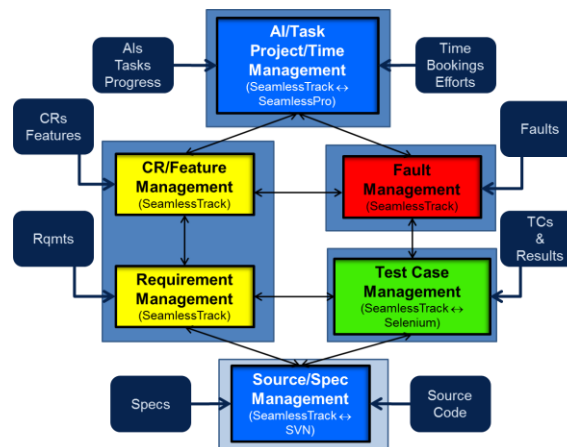 AIs
Tasks
Progress
AI/Task
Project/Time
Management
(SeamlessTrack ↔
SeamlessPro)
Time
Bookings
Efforts
CRs
Features
CR/Feature
Management
(SeamlessTrack)
Fault
Management
(SeamlessTrack)
Faults
Rqmts
Requirement
Management
(SeamlessTrack)
Test Case
Management
(SeamlessTrack ↔
Selenium)
TCs
&
Results
Specs
Source/Spec
Management
(SeamlessTrack ↔
SVN)
Source
Code